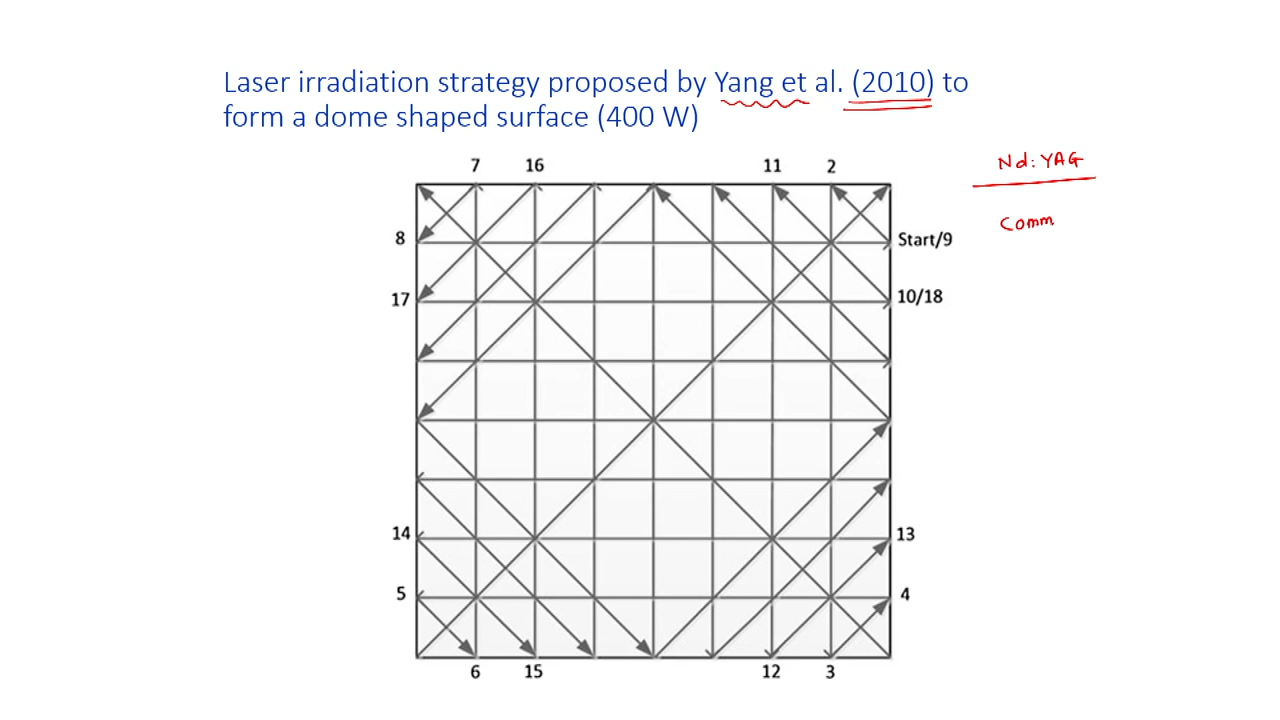 Laser irradiation strategy proposed by Yang et al. (2010) to
form a dome shaped surface (400 W)
Nd:YAG
Comm
7 16 11 2
8 Start/9
17 10/18
14 13
5 4
6 15 12 3